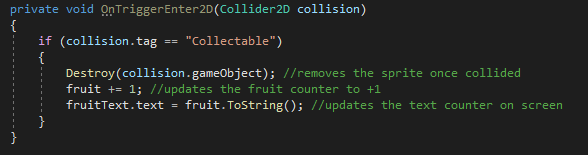 private void OnTriggerEnter2D(Collider2D collision)
{
if (collision.tag == "Collectable")
{
Destroy(collision.gameObject); //removes the sprite once collided
fruit += 1; //updates the fruit counter to +1
fruitText.text = fruit.ToString(); //updates the text counter on screen
}
}